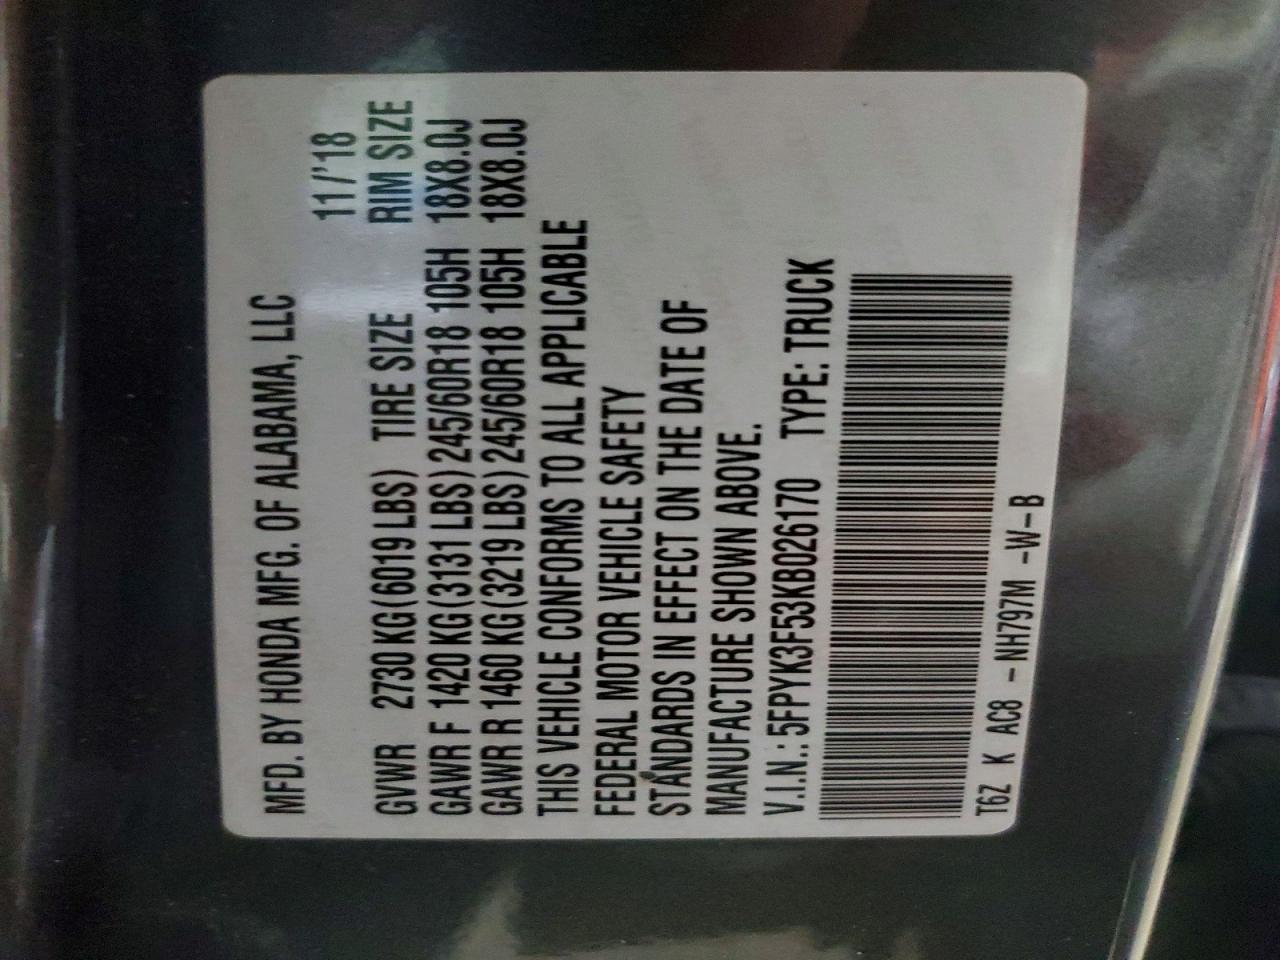 MFD. BY HONDA MFG. OF ALABAMA, LLC
11/'18
GVWR 2730 KG (6019 LBS) TIRE SIZE RIM SIZE
GAWR F 1420 KG (3131 LBS) 245/60R18 105H 18X8.0J
GAWR R 1460 KG (3219 LBS) 245/60R18 105H 18X8.0J
THIS VEHICLE CONFORMS TO ALL APPLICABLE
FEDERAL MOTOR VEHICLE SAFETY
STANDARDS IN EFFECT ON THE DATE OF
MANUFACTURE SHOWN ABOVE.
V.I.N.: 5FPYK3F53KB026170 TYPE: TRUCK
T6Z K AC8 – NH797M –W–B